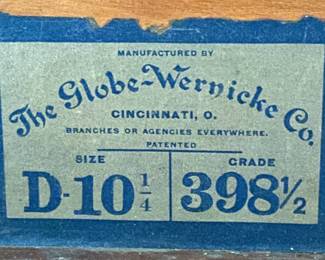 MANUFACTURED BY
The Globe-Wernicke Co.
CINCINNATI, O.
BRANCHES OR AGENCIES EVERYWHERE.
PATENTED
SIZE GRADE
D-10 1/4 398 1/2